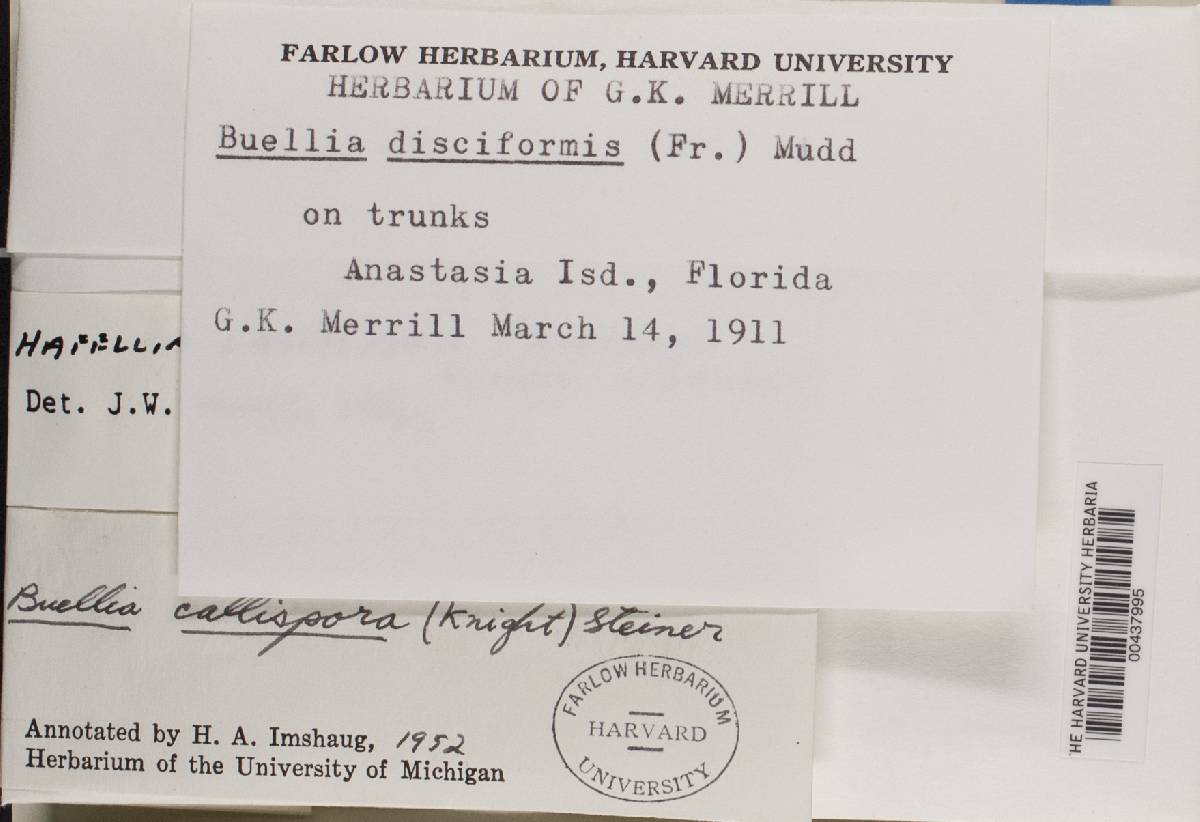 FARLOW HERBARIUM, HARVARD UNIVERSITY
HERBARIUM OF G.K. MERRILL
Buellia disciformis (Fr.) Mudd
on trunks
Anastasia Isd., Florida
G.K. Merrill March 14, 1911
HAFELLIA
Det. J.W.
Buellia callispora (Knight) Steiner
Annotated by H. A. Imshaug, 1952
Herbarium of the University of Michigan
FARLOW HERBARIUM
HARVARD
UNIVERSITY
THE HARVARD UNIVERSITY HERBARIA
00437995